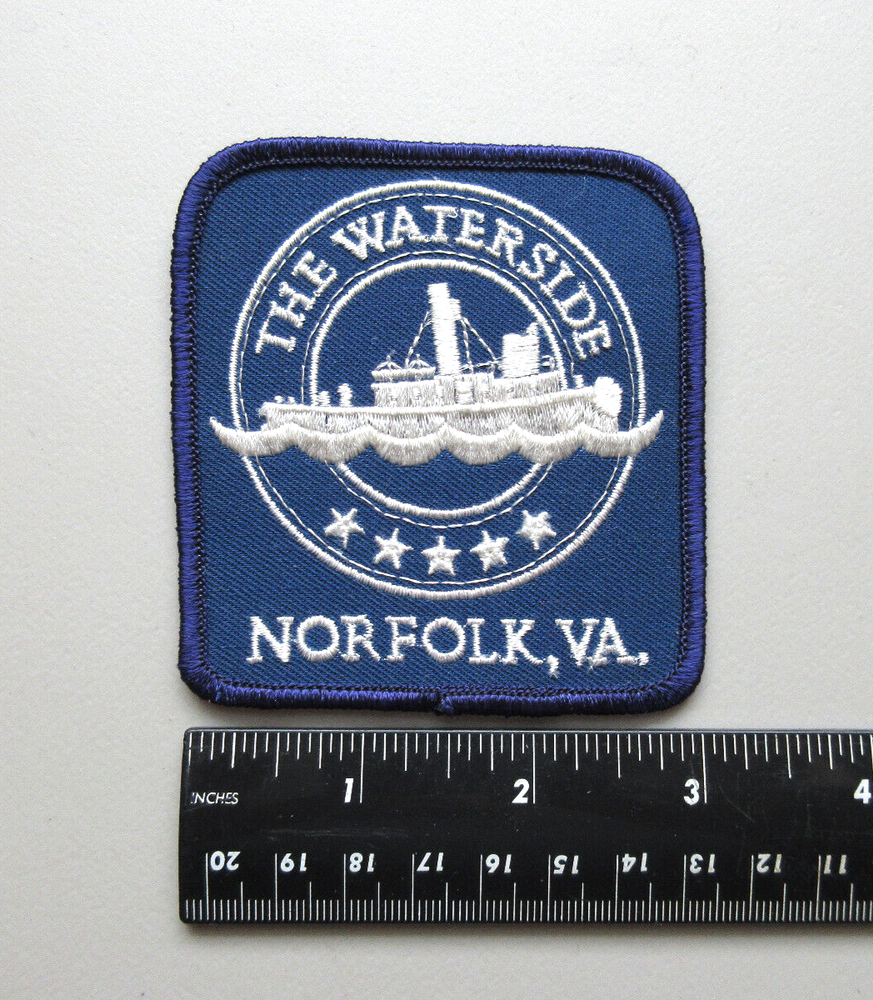 THE WATERSIDE
NORFOLK, VA.
1 2 3 4
INCHES
20 19 18 17 16 15 14 13 12 11